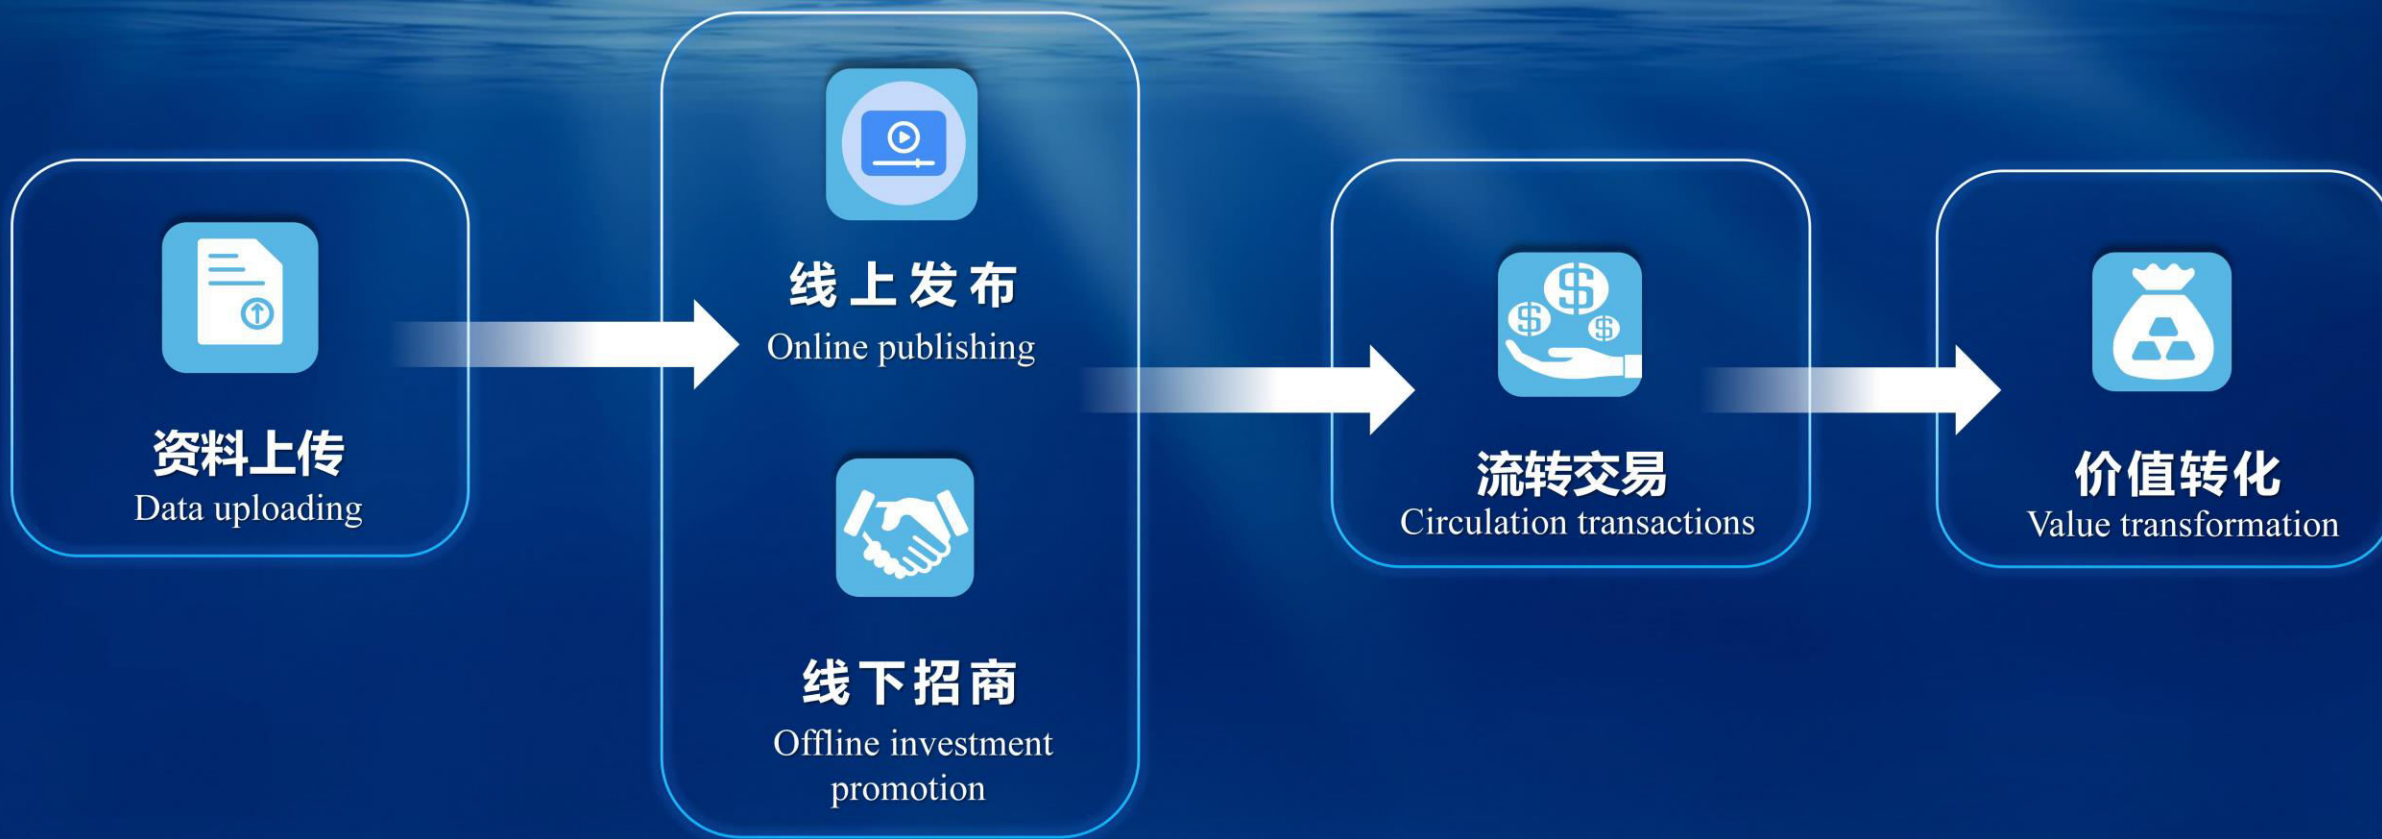 资料上传
Data uploading
线上发布
Online publishing
线下招商
Offline investment
promotion
流转交易
Circulation transactions
价值转化
Value transformation